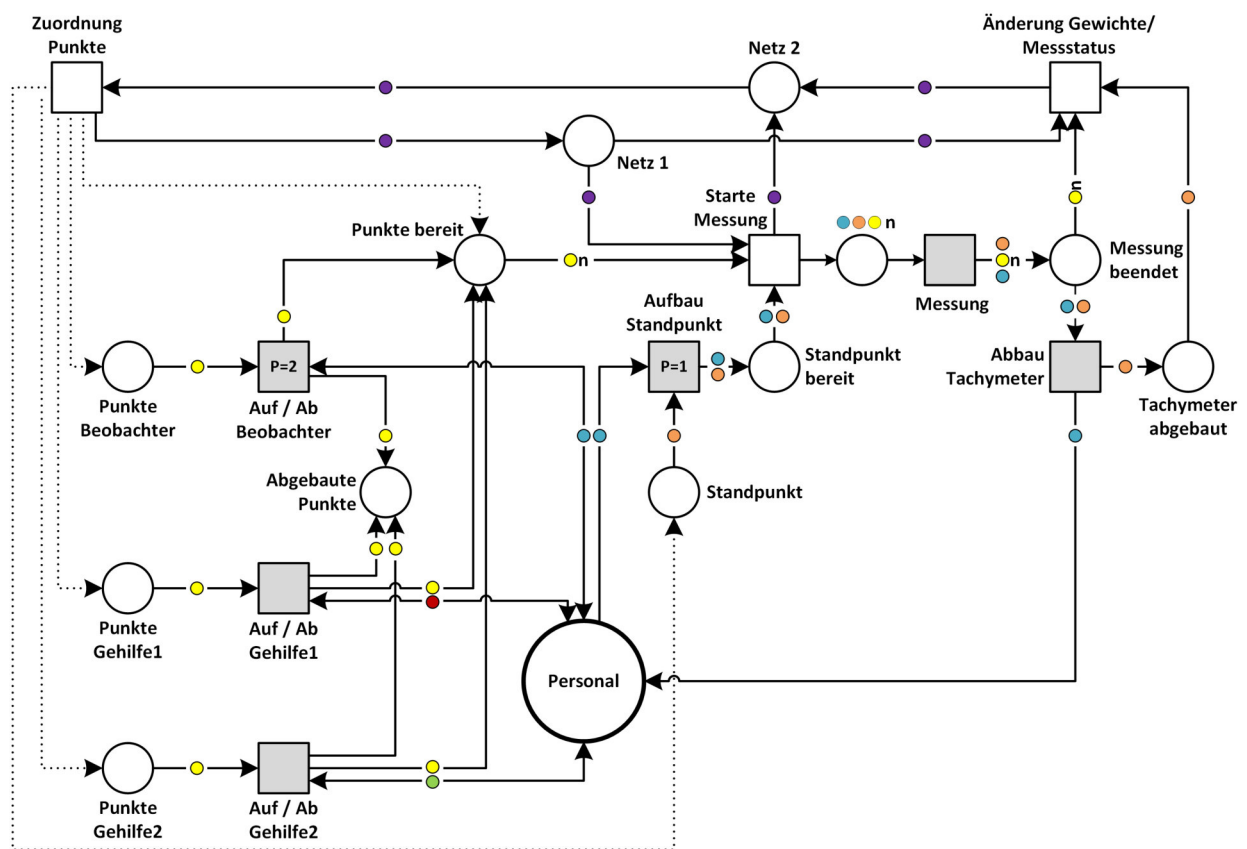 Zuordnung
Punkte
Netz 2
Änderung Gewichte/
Messstatus
Netz 1
Starte
Messung
n
Punkte bereit
n
n
n
Messung
Messung
beendet
Aufbau
Standpunkt
P=2
P=1
Punkte
Beobachter
Auf / Ab
Beobachter
Standpunkt
bereit
Abbau
Tachymeter
Tachymeter
abgebaut
Abgebaute
Punkte
Standpunkt
Punkte
Gehilfe1
Auf / Ab
Gehilfe1
Personal
Punkte
Gehilfe2
Auf / Ab
Gehilfe2